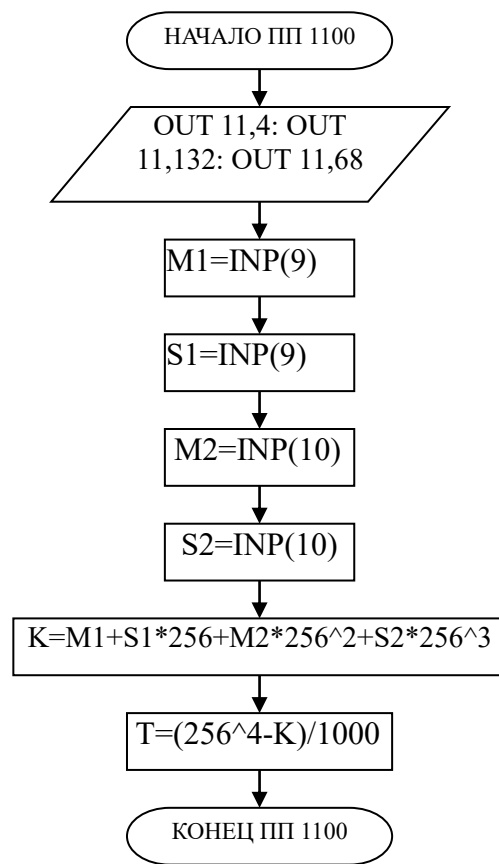 НАЧАЛО ПП 1100
OUT 11,4: OUT
11,132: OUT 11,68
M1=INP(9)
S1=INP(9)
M2=INP(10)
S2=INP(10)
K=M1+S1*256+M2*256^2+S2*256^3
T=(256^4-K)/1000
КОНЕЦ ПП 1100